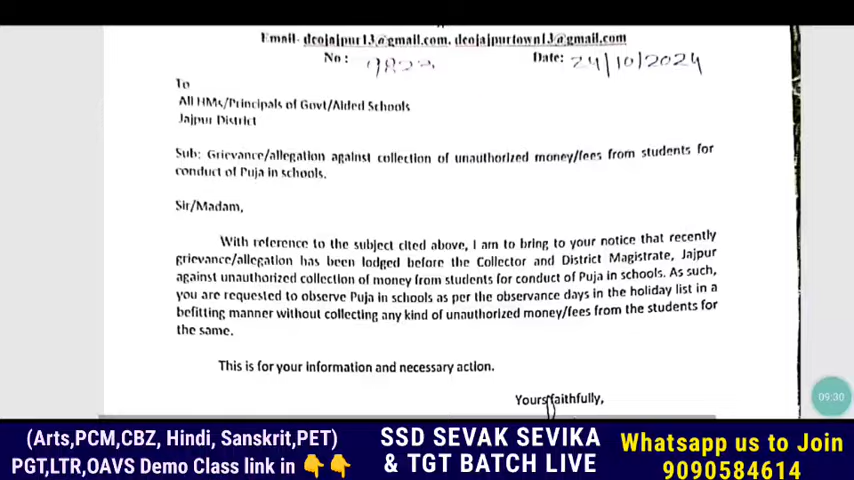 Email- deojajpur13@gmail.com, deojajpurtown13@gmail.com
No: 9822 Date: 24/10/2024
To
All HMs/Principals of Govt/Aided Schools
Jajpur District
Sub: Grievance/allegation against collection of unauthorized money/fees from students for
conduct of Puja in schools.
Sir/Madam,
With reference to the subject cited above, I am to bring to your notice that recently
grievance/allegation has been lodged before the Collector and District Magistrate, Jajpur
against unauthorized collection of money from students for conduct of Puja in schools. As such,
you are requested to observe Puja in schools as per the observance days in the holiday list in a
befitting manner without collecting any kind of unauthorized money/fees from the students for
the same.
This is for your information and necessary action.
Yours faithfully,
09:30
(Arts,PCM,CBZ, Hindi, Sanskrit,PET)
PGT,LTR,OAVS Demo Class link in 👇👇
SSD SEVAK SEVIKA
& TGT BATCH LIVE
Whatsapp us to Join
9090584614